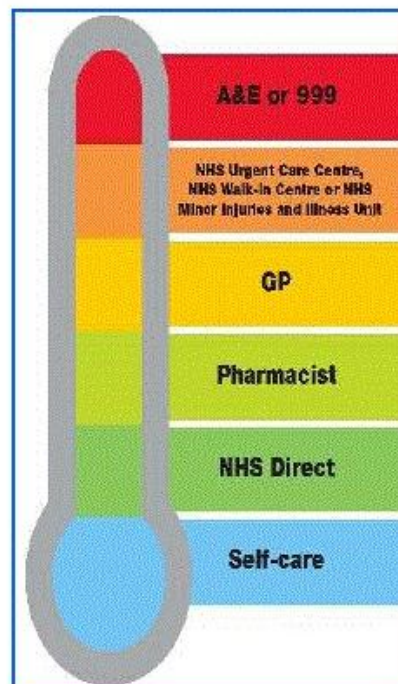 A&E or 999
NHS Urgent Care Centre,
NHS Walk-in Centre or NHS
Minor Injuries and Illness Unit
GP
Pharmacist
NHS Direct
Self-care